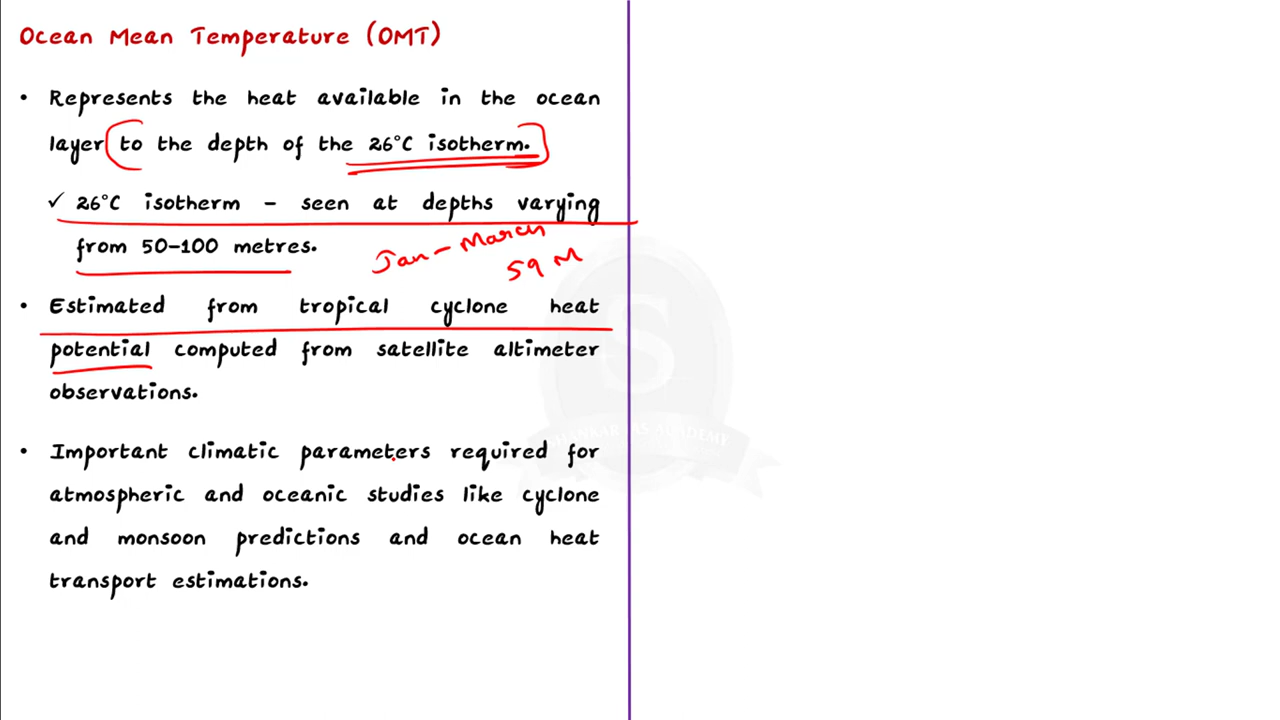 Ocean Mean Temperature (OMT)
• Represents the heat available in the ocean
layer to the depth of the 26°C isotherm.
✓ 26°C isotherm – seen at depths varying
from 50–100 metres.
Jan – March
59 M
• Estimated from tropical cyclone heat
potential computed from satellite altimeter
observations.
SHANKAR IAS ACADEMY
• Important climatic parameters required for
atmospheric and oceanic studies like cyclone
and monsoon predictions and ocean heat
transport estimations.